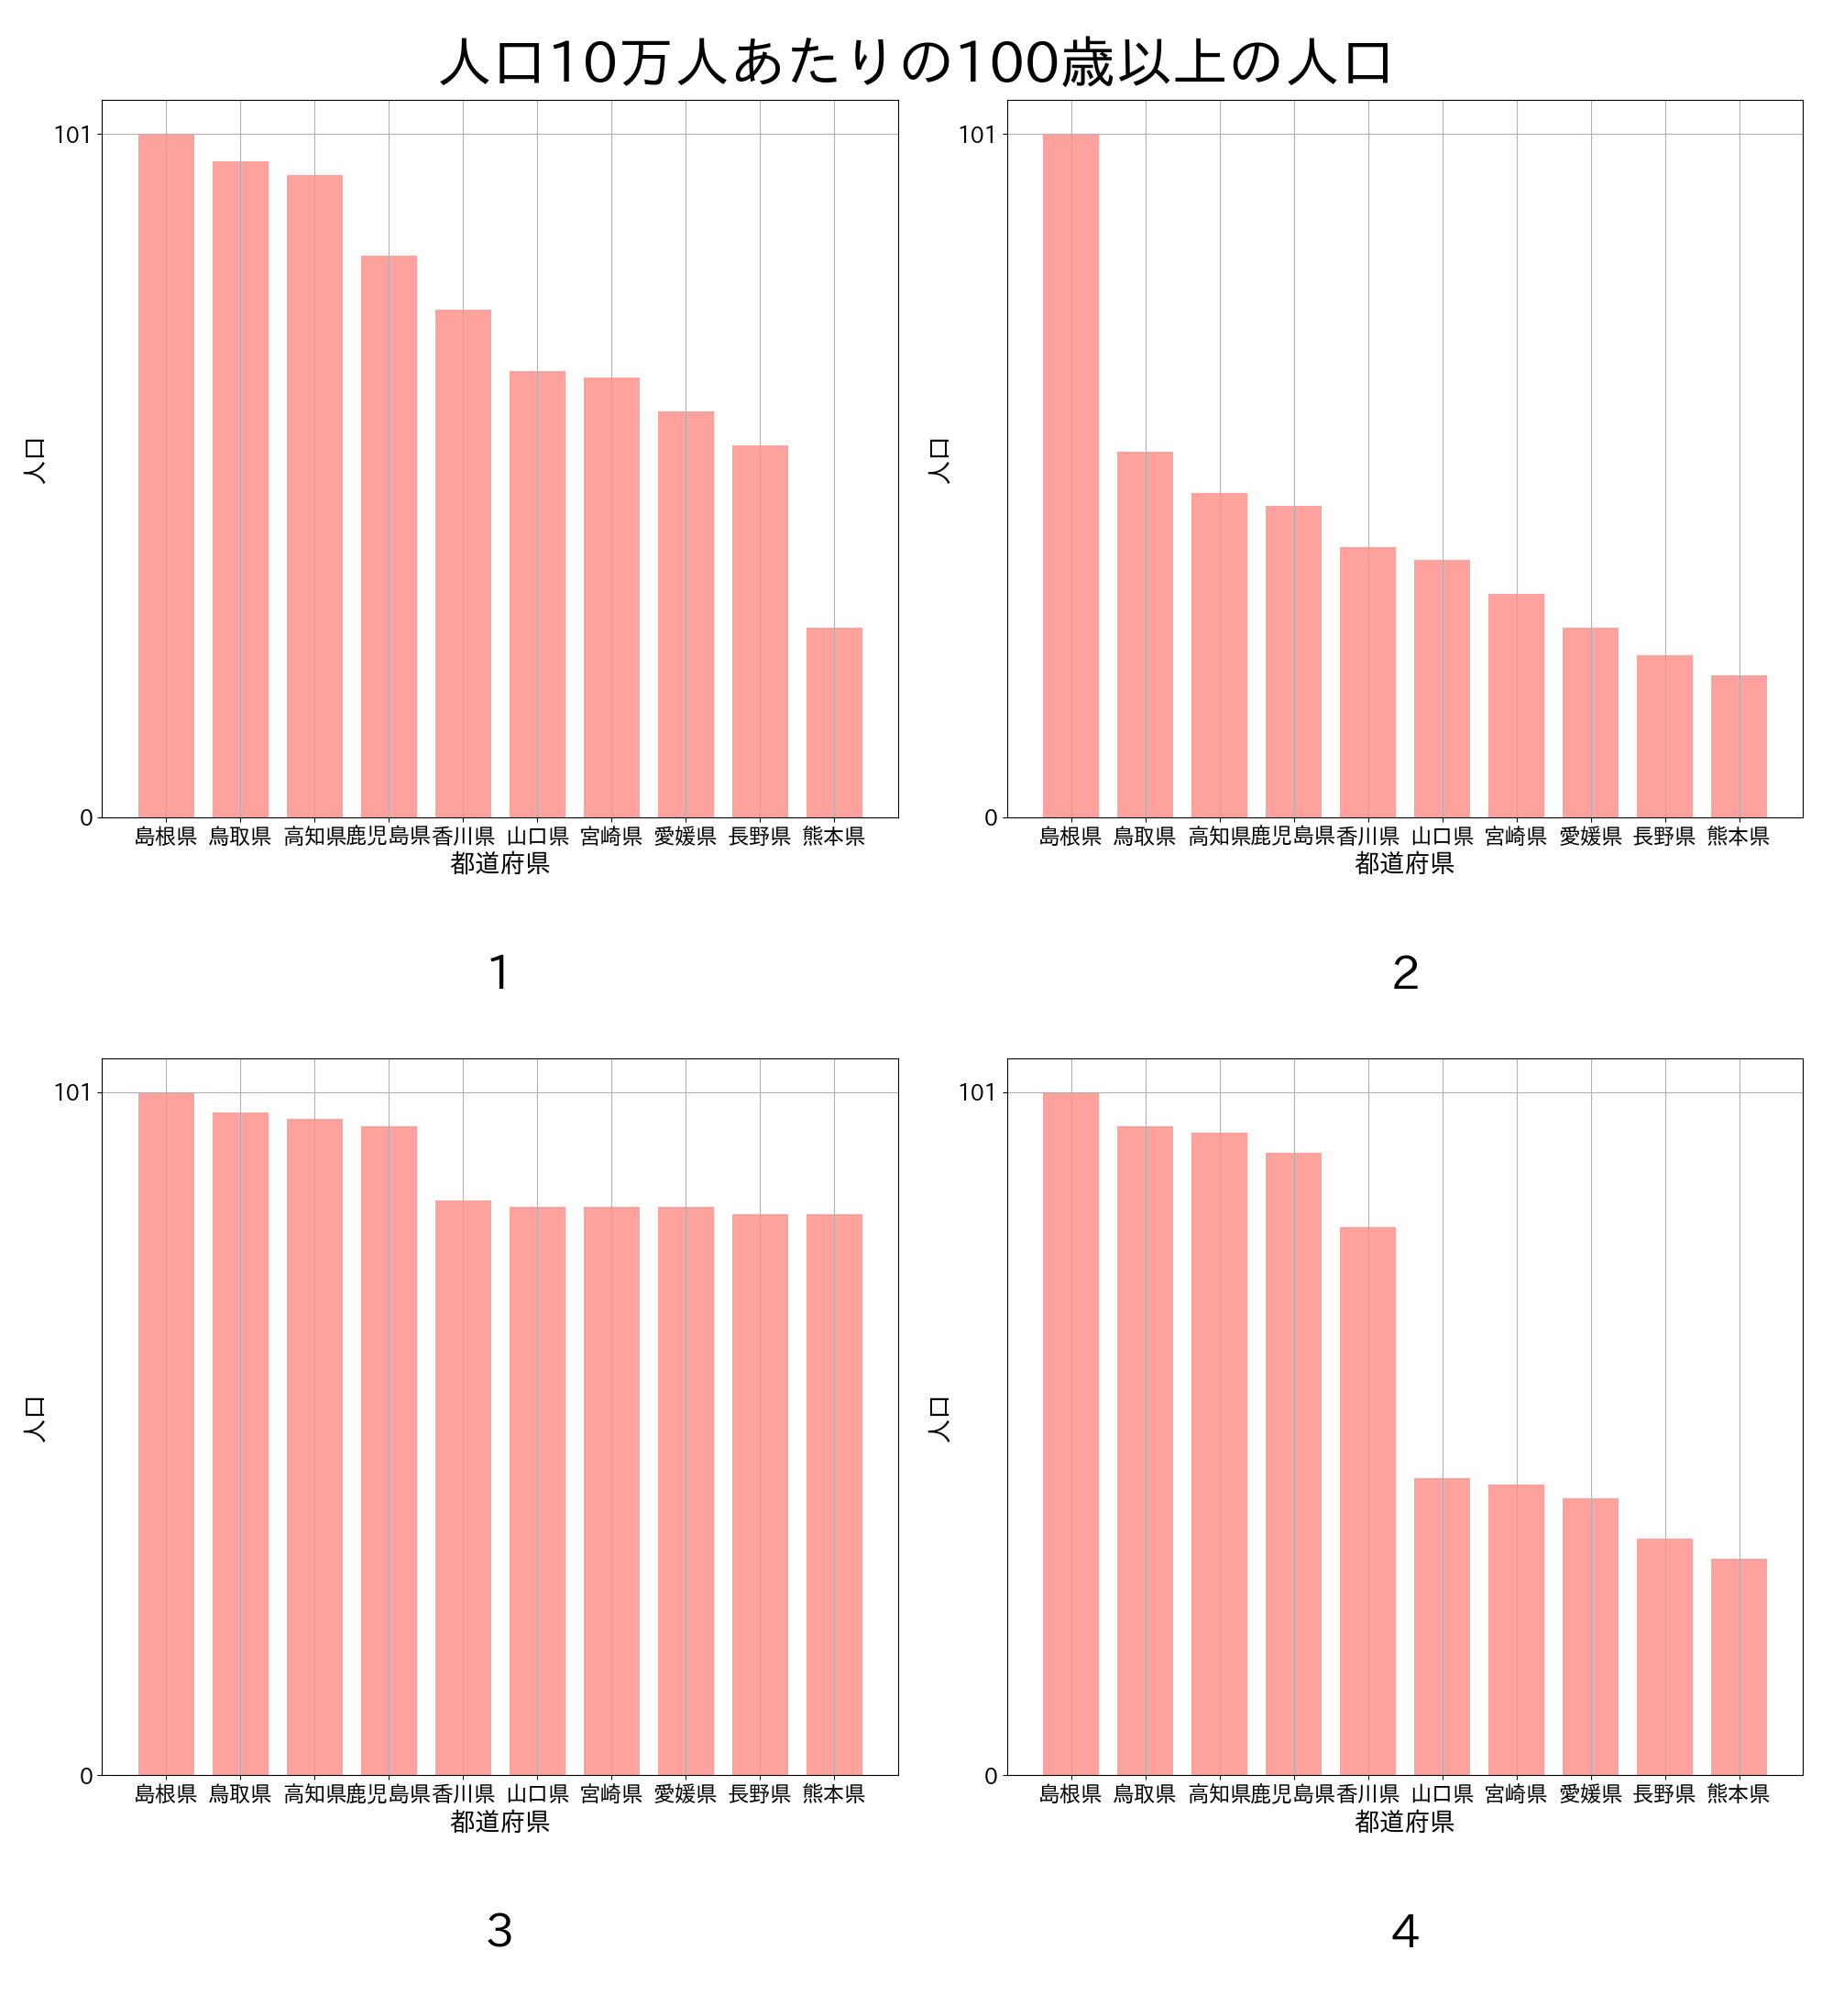 人口10万人あたりの100歳以上の人口
人口
101
0
島根県 鳥取県 高知県 鹿児島県 香川県 山口県 宮崎県 愛媛県 長野県 熊本県
都道府県
1
人口
101
0
島根県 鳥取県 高知県 鹿児島県 香川県 山口県 宮崎県 愛媛県 長野県 熊本県
都道府県
2
人口
101
0
島根県 鳥取県 高知県 鹿児島県 香川県 山口県 宮崎県 愛媛県 長野県 熊本県
都道府県
3
人口
101
0
島根県 鳥取県 高知県 鹿児島県 香川県 山口県 宮崎県 愛媛県 長野県 熊本県
都道府県
4